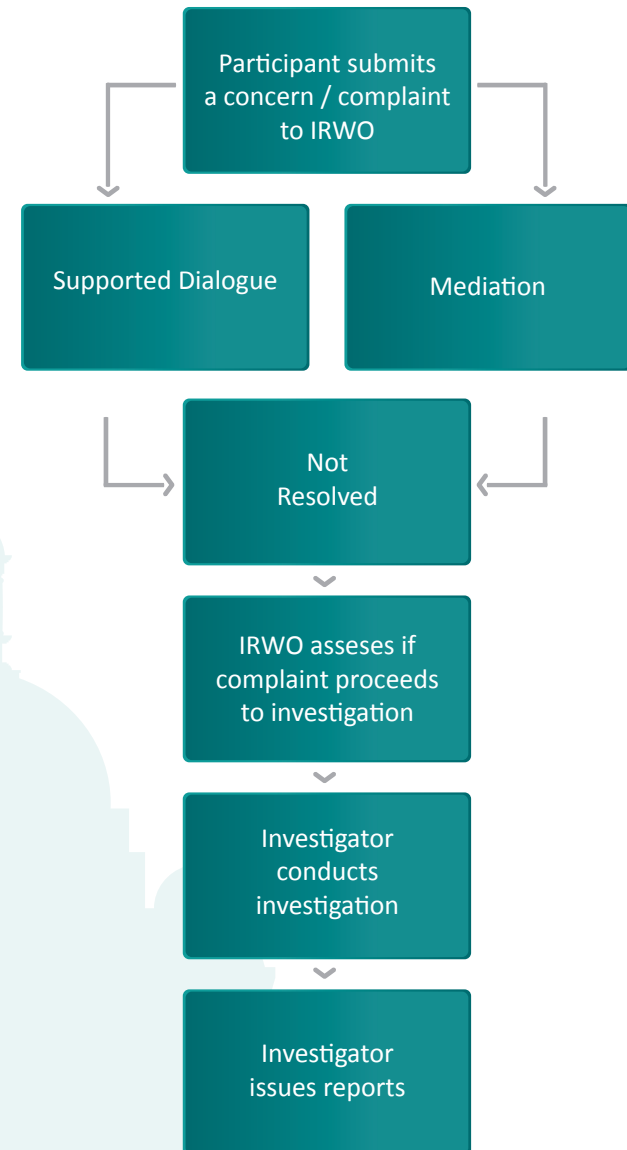 Participant submits
a concern / complaint
to IRWO
Supported Dialogue
Mediation
Not
Resolved
IRWO asseses if
complaint proceeds
to investigation
Investigator
conducts
investigation
Investigator
issues reports